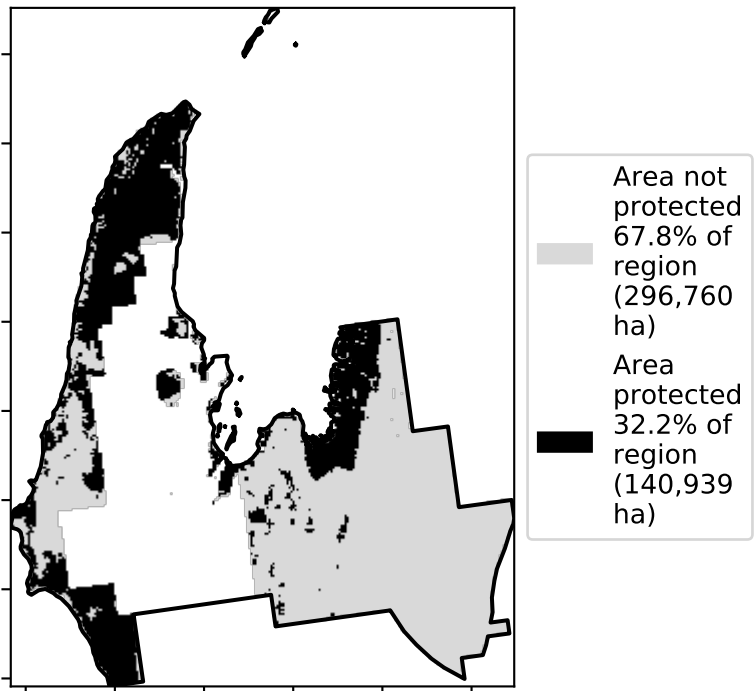 Area not
protected
67.8% of
region
(296,760
ha)
Area
protected
32.2% of
region
(140,939
ha)